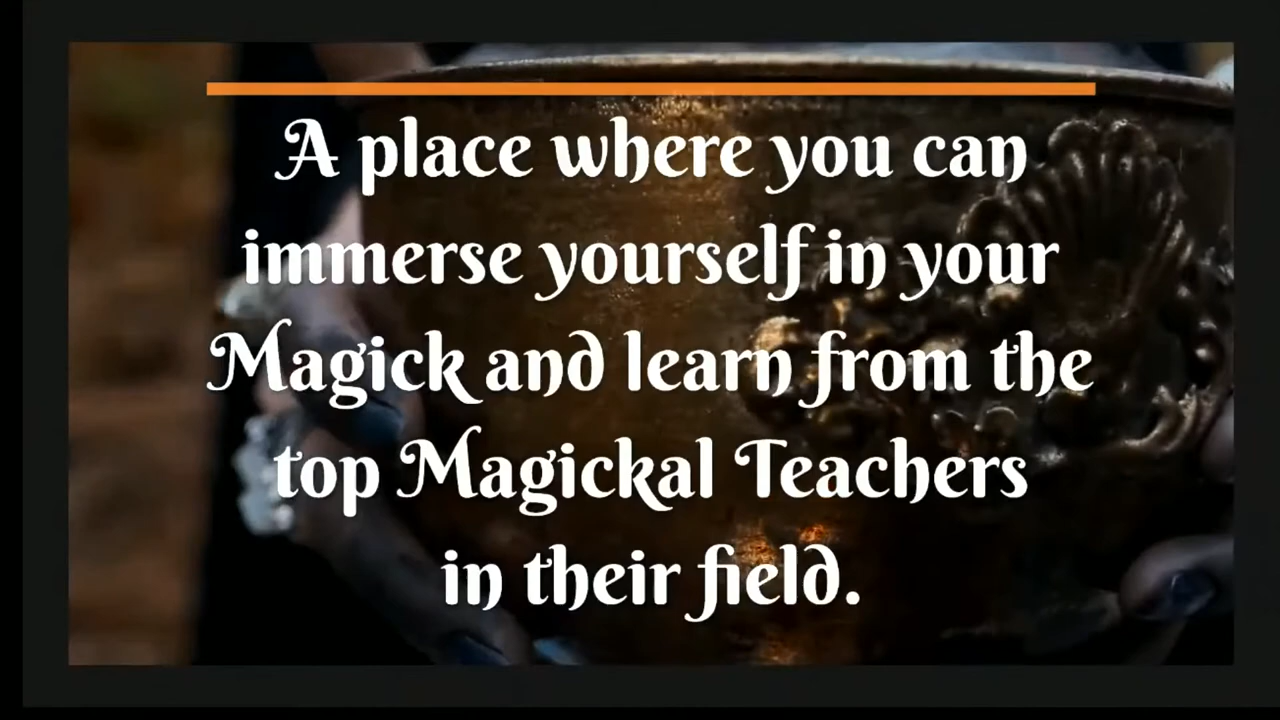 A place where you can
immerse yourself in your
Magick and learn from the
top Magickal Teachers
in their field.